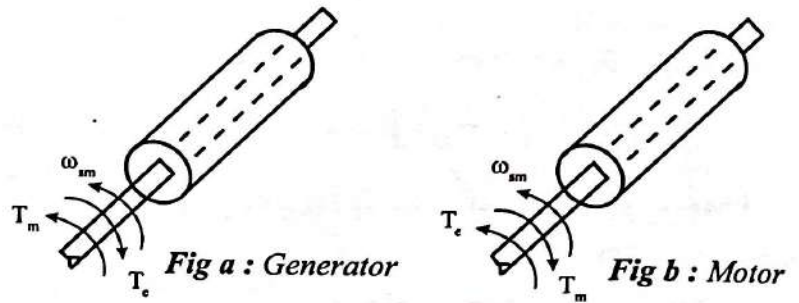 ω_sm
T_m
T_e
Fig a : Generator
ω_sm
T_e
T_m
Fig b : Motor